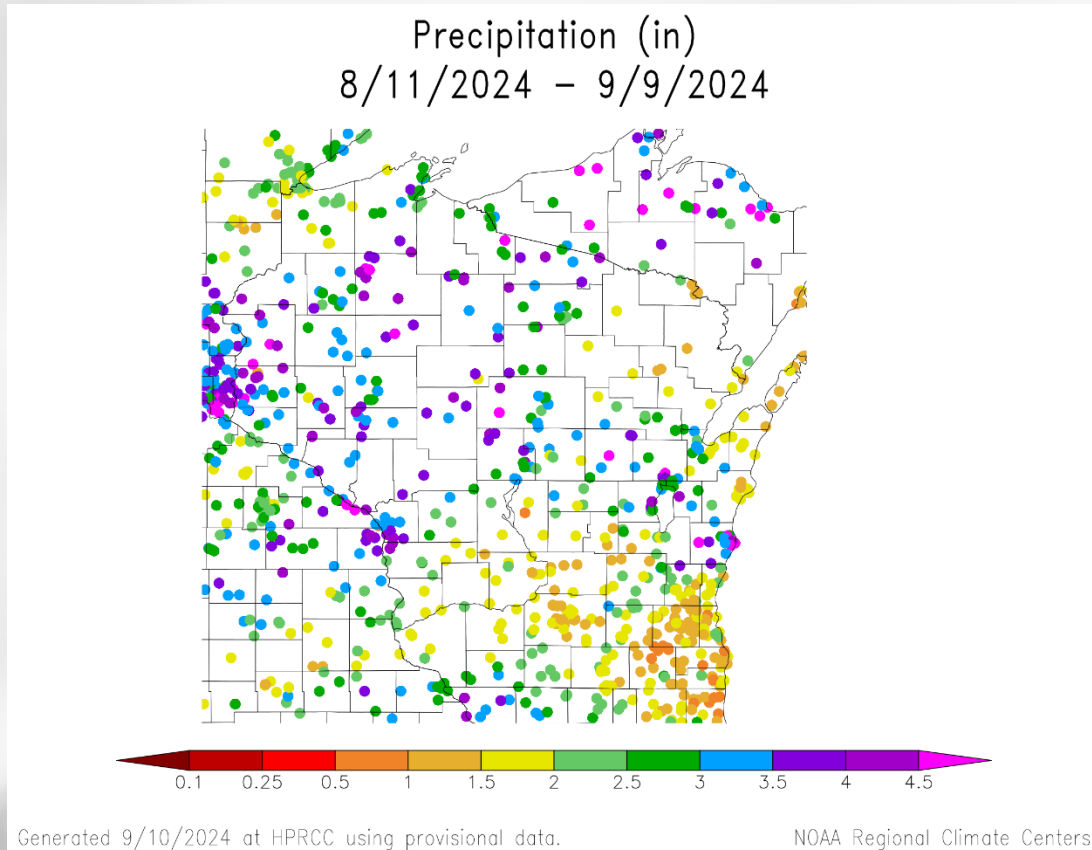 Precipitation (in)
8/11/2024 – 9/9/2024
0.1 0.25 0.5 1 1.5 2 2.5 3 3.5 4 4.5
Generated 9/10/2024 at HPRCC using provisional data. NOAA Regional Climate Centers